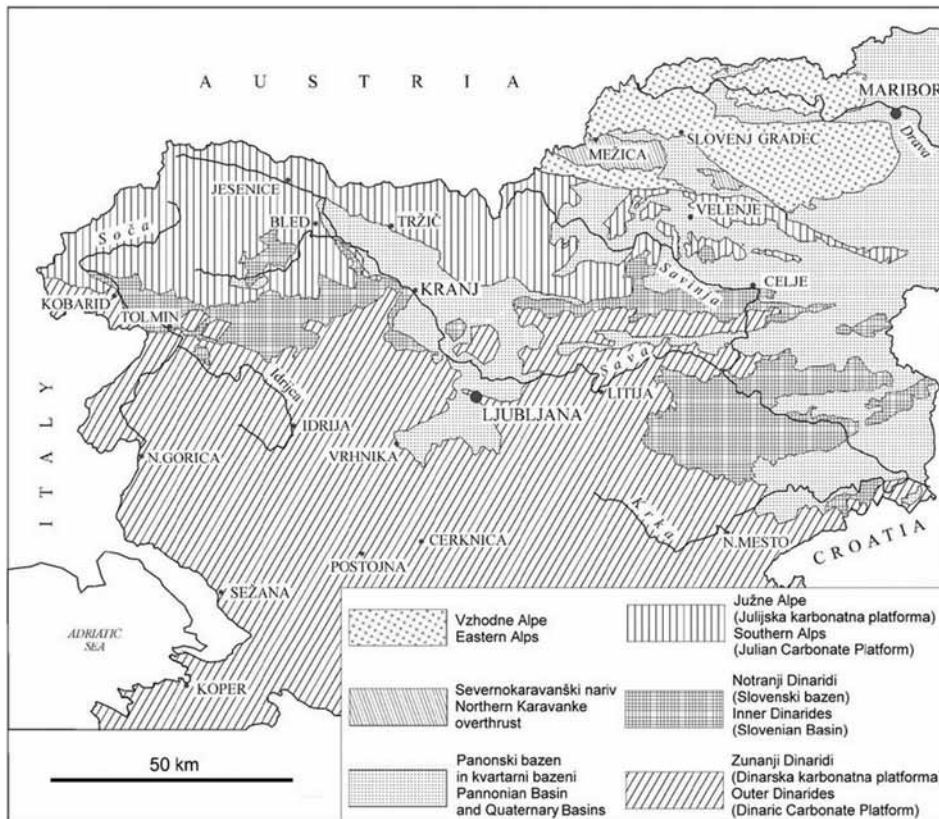 AUSTRIA
MARIBOR
Drava
SLOVENJ GRADEC
MEŽICA
JESENICE
VELENJE
BLED
TRŽIČ
Soča
Savinja
CELJE
KOBARID
KRANJ
TOLMIN
Sava
Idrijca
LITIJA
LJUBLJANA
IDRIJA
VRHNIKA
N.GORICA
ITALY
Krka
CROATIA
N.MESTO
CERKNICA
POSTOJNA
SEŽANA
ADRIATIC
SEA
KOPER
50 km
Vzhodne Alpe
Eastern Alps
Severnokaravanški nariv
Northern Karavanke
overthrust
Panonski bazen
in kvartarni bazeni
Pannonian Basin
and Quaternary Basins
Južne Alpe
(Julijska karbonatna platforma)
Southern Alps
(Julian Carbonate Platform)
Notranji Dinaridi
(Slovenski bazen)
Inner Dinarides
(Slovenian Basin)
Zunanji Dinaridi
(Dinarska karbonatna platforma
Outer Dinarides
(Dinaric Carbonate Platform)